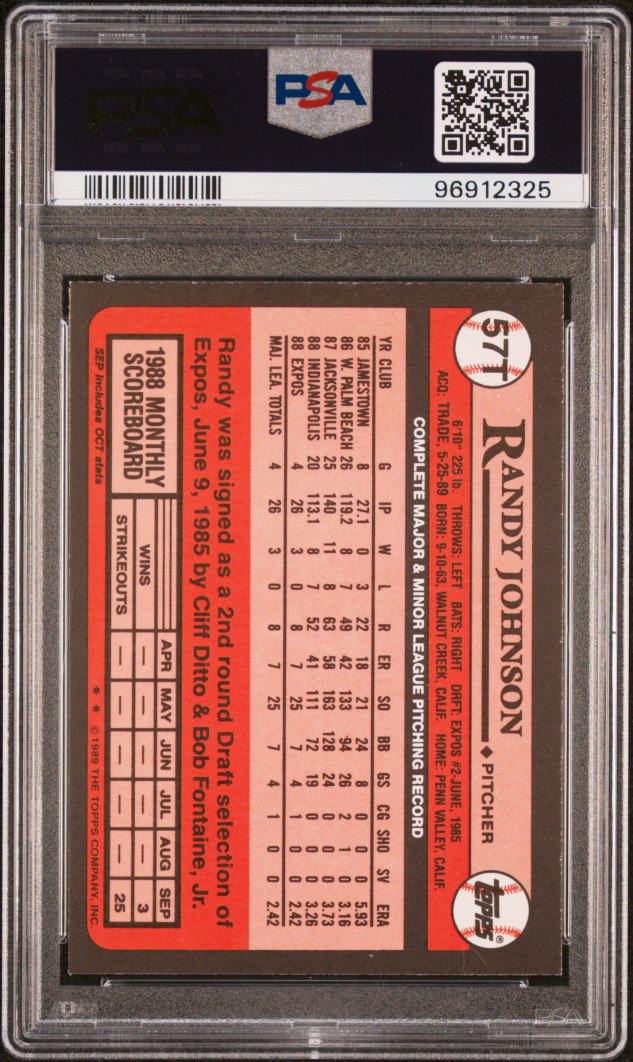 PSA PSA PSA
PSA
PSA PSA PSA
PSA
96912325
57T
RANDY JOHNSON ◆ PITCHER
topps®
6'10" 225 lb. THROWS: LEFT BATS: RIGHT DRFT: EXPOS #2-JUNE, 1985
ACQ: TRADE, 5-25-89 BORN: 9-10-63, WALNUT CREEK, CALIF. HOME: PENN VALLEY, CALIF.
COMPLETE MAJOR & MINOR LEAGUE PITCHING RECORD
YR CLUB G IP W L R ER SO BB GS CG SHO SV ERA
85 JAMESTOWN 8 27.1 0 3 22 18 21 24 8 0 0 0 5.93
86 W. PALM BEACH 26 119.2 8 7 49 42 133 94 26 2 1 0 3.16
87 JACKSONVILLE 25 140 11 8 63 58 163 128 24 0 0 0 3.73
88 INDIANAPOLIS 20 113.1 8 7 52 41 111 72 19 0 0 0 3.26
88 EXPOS 4 26 3 0 8 7 25 7 4 1 0 0 2.42
MAJ. LEA. TOTALS 4 26 3 0 8 7 25 7 4 1 0 0 2.42
Randy was signed as a 2nd round Draft selection of
Expos, June 9, 1985 by Cliff Ditto & Bob Fontaine, Jr.
1988 MONTHLY
SCOREBOARD
APR MAY JUN JUL AUG SEP
WINS — — — — — 3
STRIKEOUTS — — — — — 25
SEP includes OCT stats
* * © 1989 THE TOPPS COMPANY, INC.
PSA